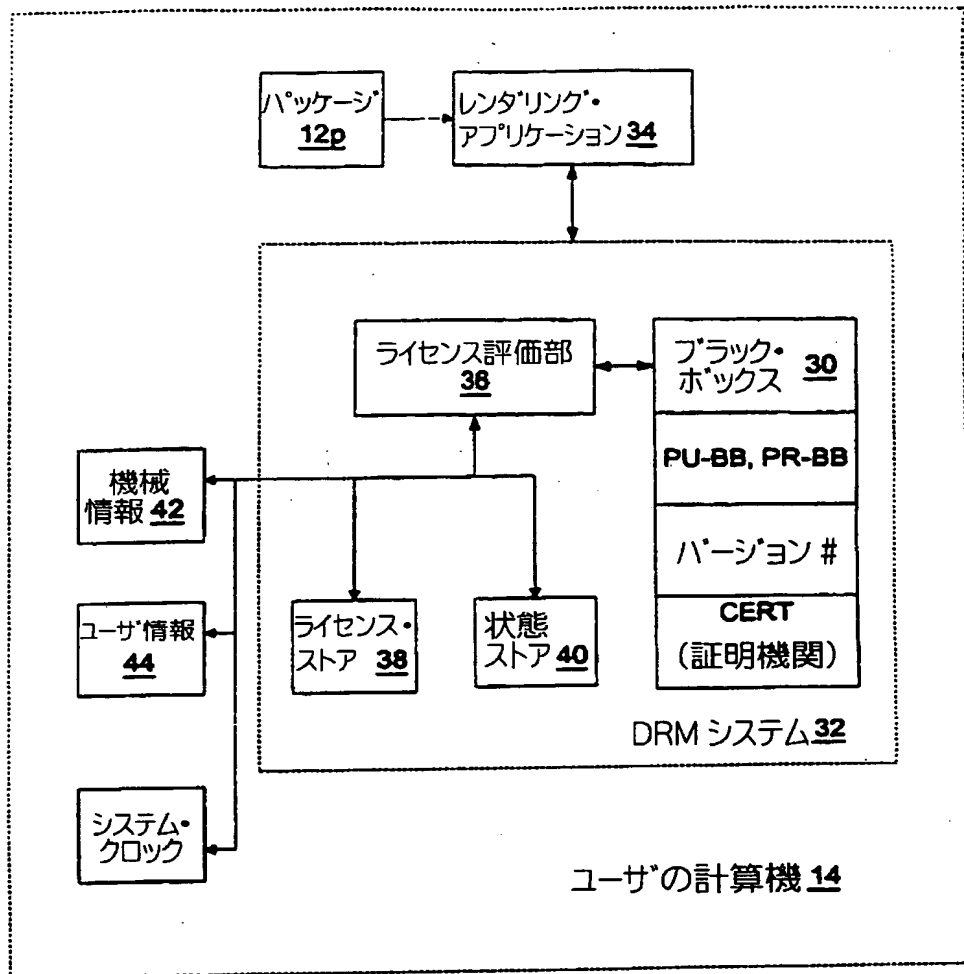 パッケージ
12p
レンダリング・
アプリケーション 34
ライセンス評価部
36
ブラック・
ボックス 30
PU-BB, PR-BB
バージョン #
CERT
（証明機関）
機械
情報 42
ユーザ情報
44
システム・
クロック
ライセンス・
ストア 38
状態
ストア 40
DRM システム 32
ユーザの計算機 14